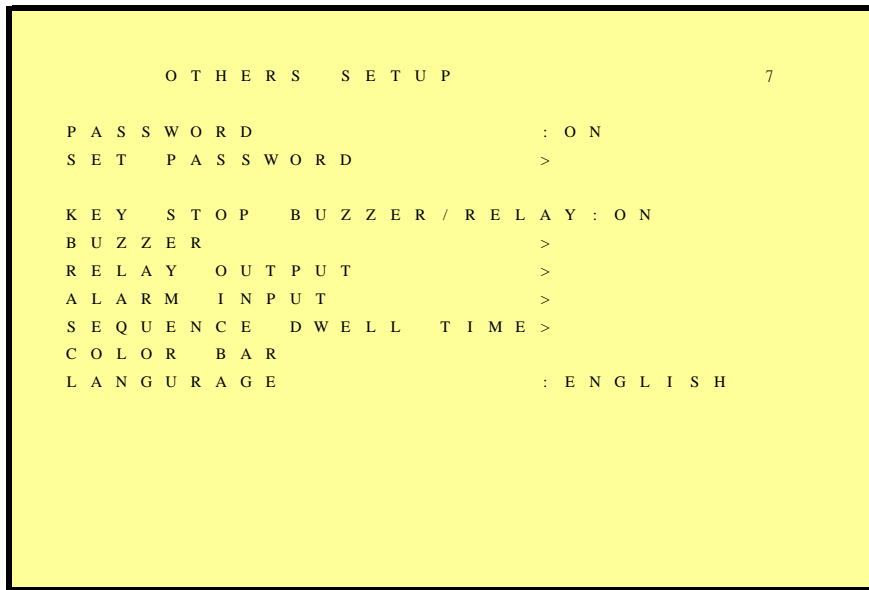 OTHERS SETUP 7
PASSWORD :ON
SET PASSWORD >
KEY STOP BUZZER/RELAY:ON
BUZZER >
RELAY OUTPUT >
ALARM INPUT >
SEQUENCE DWELL TIME>
COLOR BAR
LANGURAGE :ENGLISH